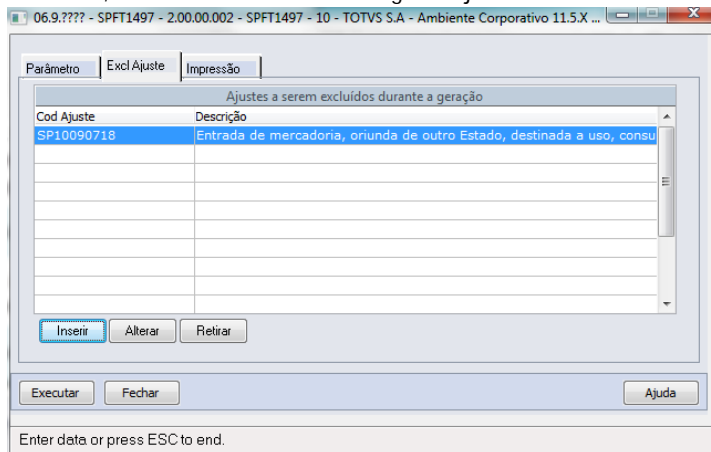 06.9.???? - SPFT1497 - 2.00.00.002 - SPFT1497 - 10 - TOTVS S.A - Ambiente Corporativo 11.5.X ...
Parâmetro Excl Ajuste Impressão
Ajustes a serem excluídos durante a geração
Cod Ajuste Descrição
SP10090718 Entrada de mercadoria, oriunda de outro Estado, destinada a uso, consu
Inserir Alterar Retirar
Executar Fechar Ajuda
Enter data or press ESC to end.